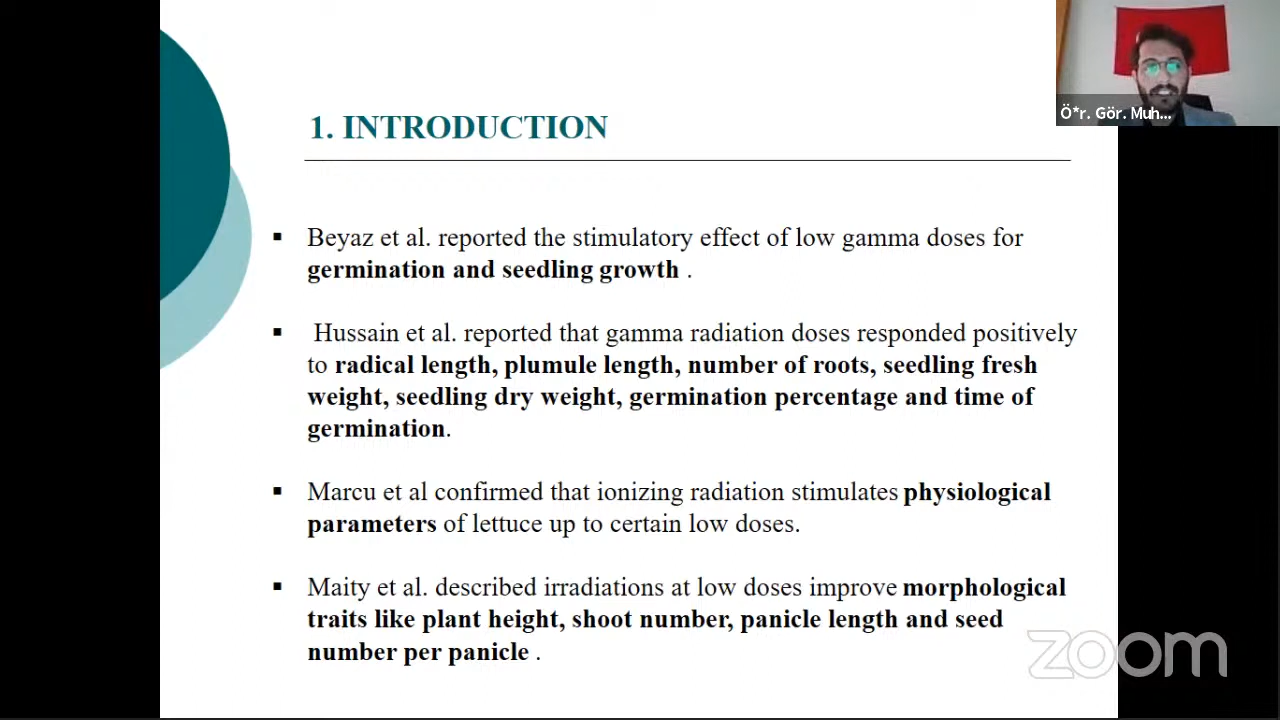 Ö*r. Gör. Muh...
1. INTRODUCTION
▪ Beyaz et al. reported the stimulatory effect of low gamma doses for
germination and seedling growth .
▪ Hussain et al. reported that gamma radiation doses responded positively
to radical length, plumule length, number of roots, seedling fresh
weight, seedling dry weight, germination percentage and time of
germination.
▪ Marcu et al confirmed that ionizing radiation stimulates physiological
parameters of lettuce up to certain low doses.
▪ Maity et al. described irradiations at low doses improve morphological
traits like plant height, shoot number, panicle length and seed
number per panicle .
zoom